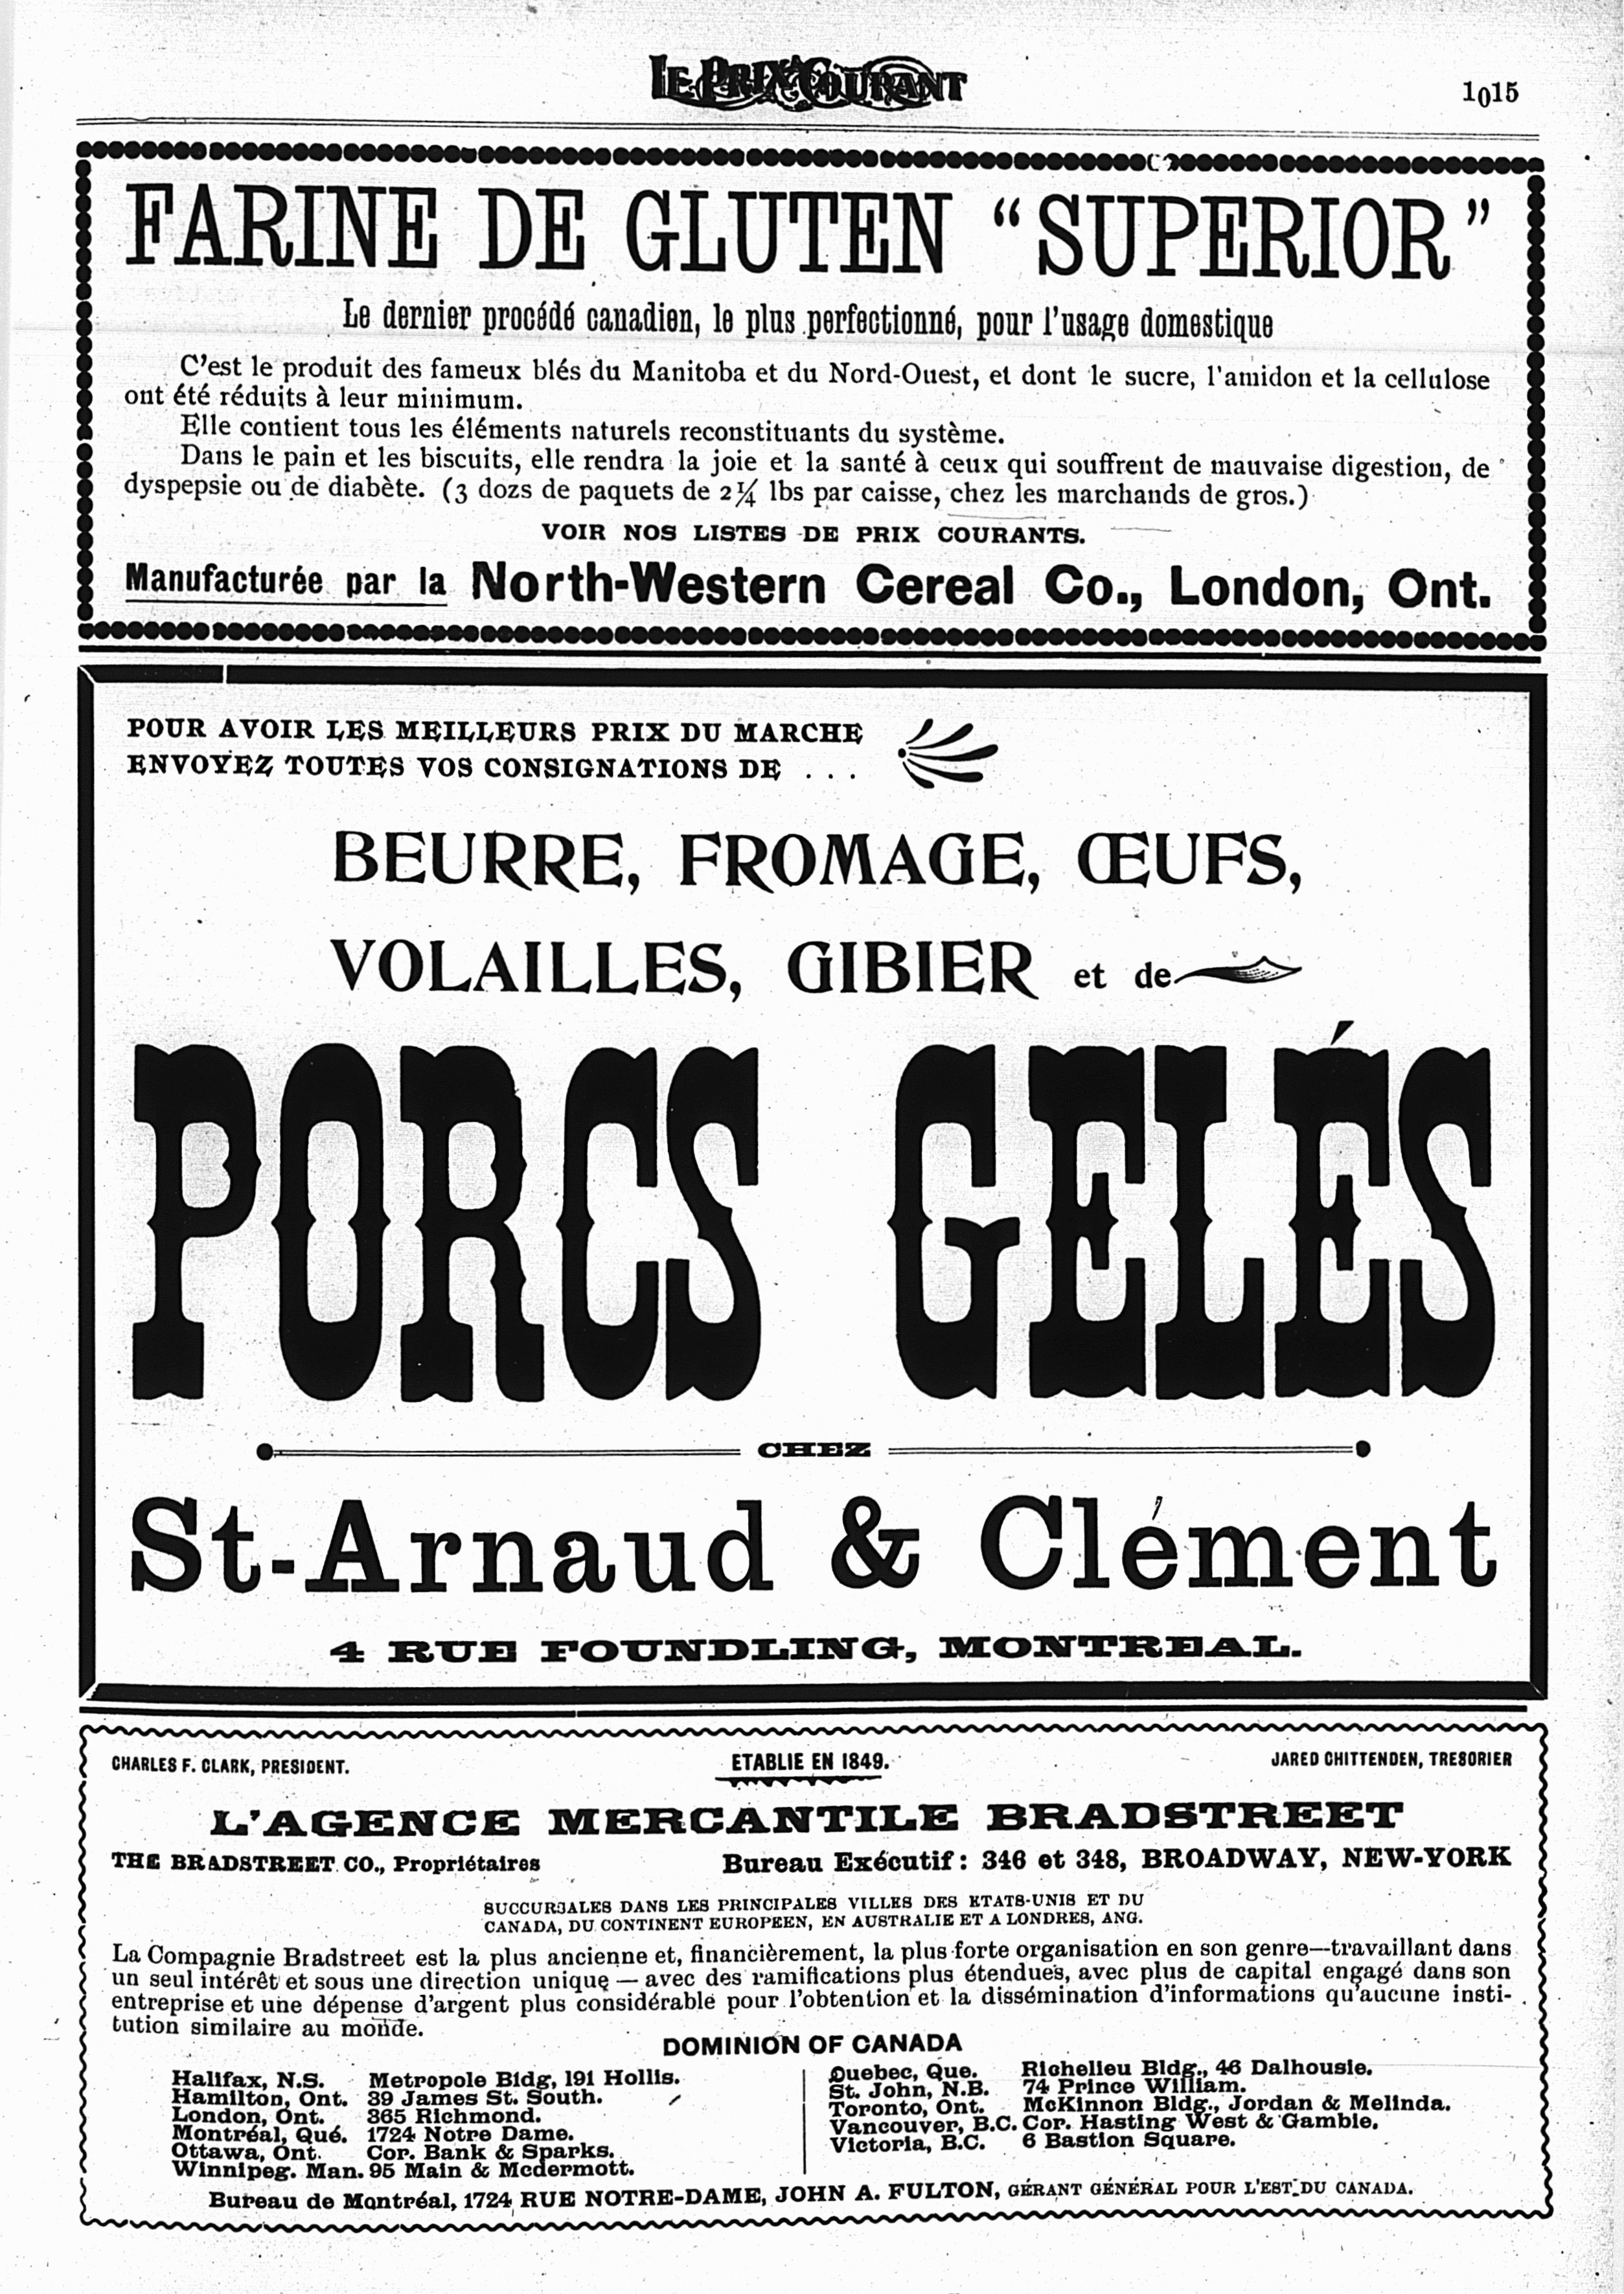 LE PRIX COURANT
1015
FARINE DE GLUTEN “SUPERIOR”
Le dernier procédé canadien, le plus perfectionné, pour l'usage domestique
C'est le produit des fameux blés du Manitoba et du Nord-Ouest, et dont le sucre, l'amidon et la cellulose
ont été réduits à leur minimum.
Elle contient tous les éléments naturels reconstituants du système.
Dans le pain et les biscuits, elle rendra la joie et la santé à ceux qui souffrent de mauvaise digestion, de
dyspepsie ou de diabète. (3 dozs de paquets de 2¼ lbs par caisse, chez les marchands de gros.)
VOIR NOS LISTES DE PRIX COURANTS.
Manufacturée par la North-Western Cereal Co., London, Ont.
POUR AVOIR LES MEILLEURS PRIX DU MARCHE
ENVOYEZ TOUTES VOS CONSIGNATIONS DE . . .
BEURRE, FROMAGE, ŒUFS,
VOLAILLES, GIBIER et de
PORCS GELÉS
CHEZ
St-Arnaud & Clément
4 RUE FOUNDLING, MONTREAL.
CHARLES F. CLARK, PRESIDENT. ETABLIE EN 1849. JARED CHITTENDEN, TRESORIER
L'AGENCE MERCANTILE BRADSTREET
THE BRADSTREET CO., Propriétaires Bureau Exécutif: 346 et 348, BROADWAY, NEW-YORK
SUCCURSALES DANS LES PRINCIPALES VILLES DES ETATS-UNIS ET DU
CANADA, DU CONTINENT EUROPEEN, EN AUSTRALIE ET A LONDRES, ANG.
La Compagnie Bradstreet est la plus ancienne et, financièrement, la plus forte organisation en son genre—travaillant dans
un seul intérêt et sous une direction unique — avec des ramifications plus étendues, avec plus de capital engagé dans son
entreprise et une dépense d'argent plus considérable pour l'obtention et la dissémination d'informations qu'aucune insti-
tution similaire au monde.
DOMINION OF CANADA
Halifax, N.S. Metropole Bldg, 191 Hollis.
Hamilton, Ont. 39 James St. South.
London, Ont. 365 Richmond.
Montréal, Qué. 1724 Notre Dame.
Ottawa, Ont. Cor. Bank & Sparks.
Winnipeg. Man. 95 Main & Mcdermott.
Quebec, Que. Richelieu Bldg., 46 Dalhousie.
St. John, N.B. 74 Prince William.
Toronto, Ont. McKinnon Bldg., Jordan & Melinda.
Vancouver, B.C. Cor. Hasting West & Gamble.
Victoria, B.C. 6 Bastion Square.
Bureau de Montréal, 1724 RUE NOTRE-DAME, JOHN A. FULTON, GÉRANT GÉNÉRAL POUR L'EST DU CANADA.